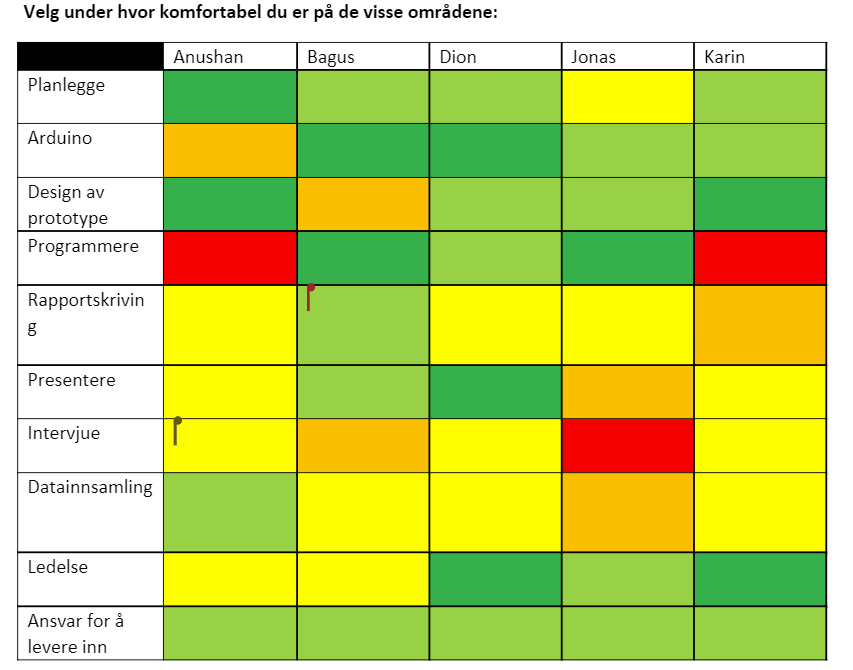 Velg under hvor komfortabel du er på de visse områdene:
Anushan Bagus Dion Jonas Karin
Planlegge
Arduino
Design av
prototype
Programmere
Rapportskrivin
g
Presentere
Intervjue
Datainnsamling
Ledelse
Ansvar for å
levere inn